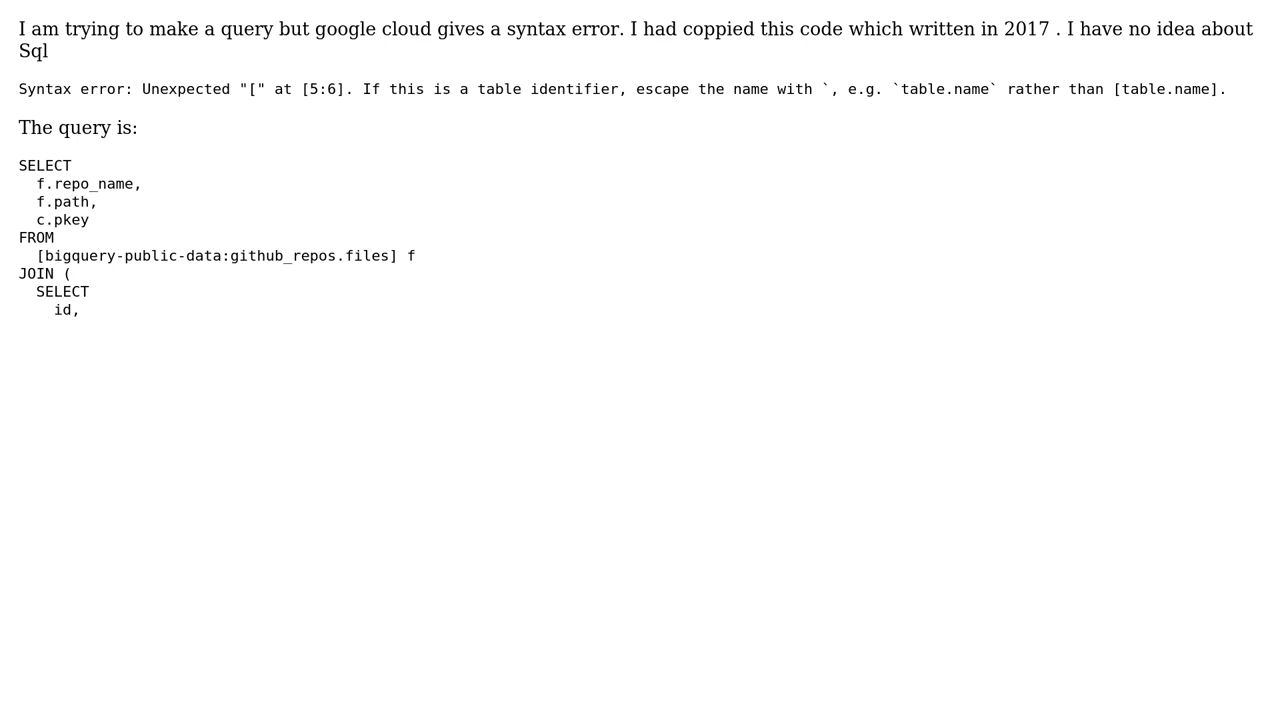 I am trying to make a query but google cloud gives a syntax error. I had coppied this code which written in 2017 . I have no idea about
Sql
Syntax error: Unexpected "[" at [5:6]. If this is a table identifier, escape the name with `, e.g. `table.name` rather than [table.name].
The query is:
SELECT
  f.repo_name,
  f.path,
  c.pkey
FROM
  [bigquery-public-data:github_repos.files] f
JOIN (
  SELECT
    id,